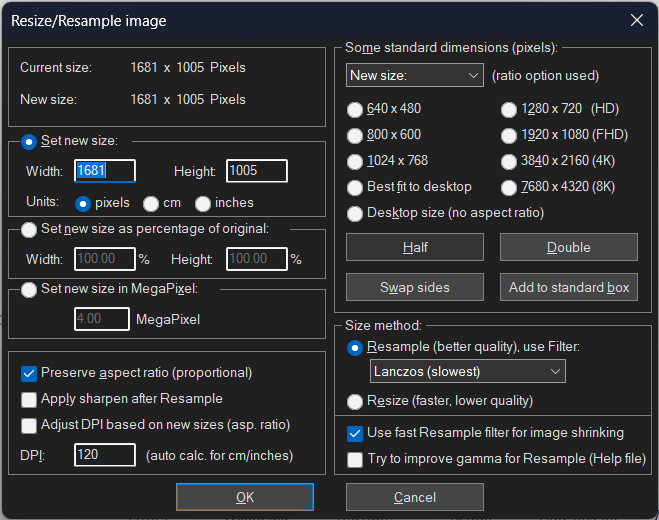 Resize/Resample image
Current size: 1681 x 1005 Pixels
New size: 1681 x 1005 Pixels
Set new size:
Width: 1681 Height: 1005
Units: pixels cm inches
Set new size as percentage of original:
Width: 100.00 % Height: 100.00 %
Set new size in MegaPixel:
4.00 MegaPixel
Preserve aspect ratio (proportional)
Apply sharpen after Resample
Adjust DPI based on new sizes (asp. ratio)
DPI: 120 (auto calc. for cm/inches)
Some standard dimensions (pixels):
New size: (ratio option used)
640 x 480 1280 x 720 (HD)
800 x 600 1920 x 1080 (FHD)
1024 x 768 3840 x 2160 (4K)
Best fit to desktop 7680 x 4320 (8K)
Desktop size (no aspect ratio)
Half Double
Swap sides Add to standard box
Size method:
Resample (better quality), use Filter:
Lanczos (slowest)
Resize (faster, lower quality)
Use fast Resample filter for image shrinking
Try to improve gamma for Resample (Help file)
OK Cancel